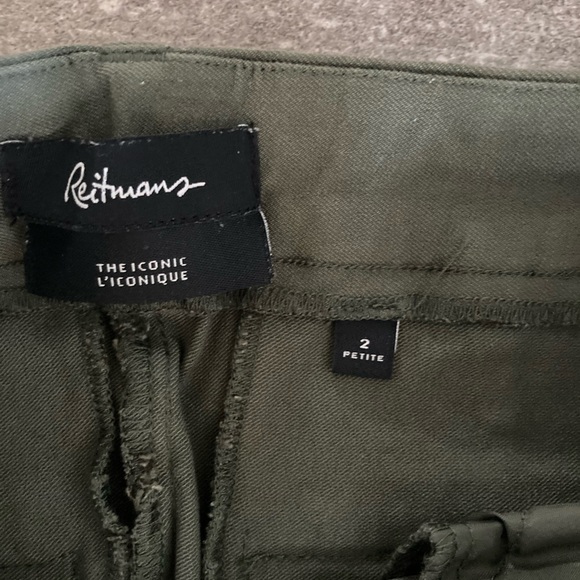 Reitmans
THE ICONIC
L'ICONIQUE
2
PETITE